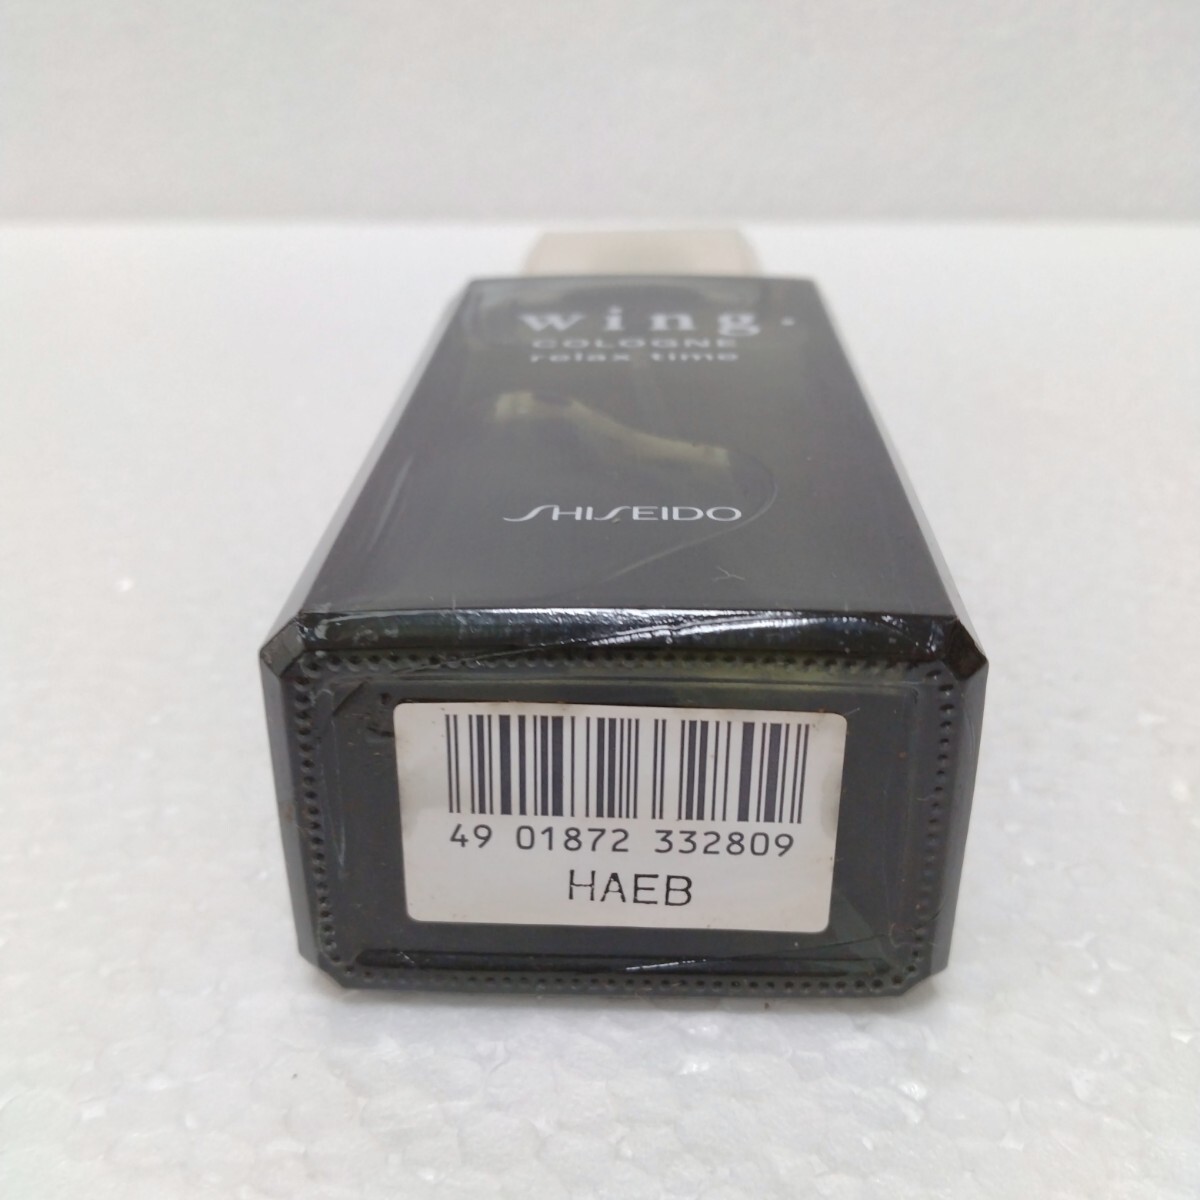 wing.
COLOGNE
relax time
SHISEIDO
49 01872 332809
HAEB